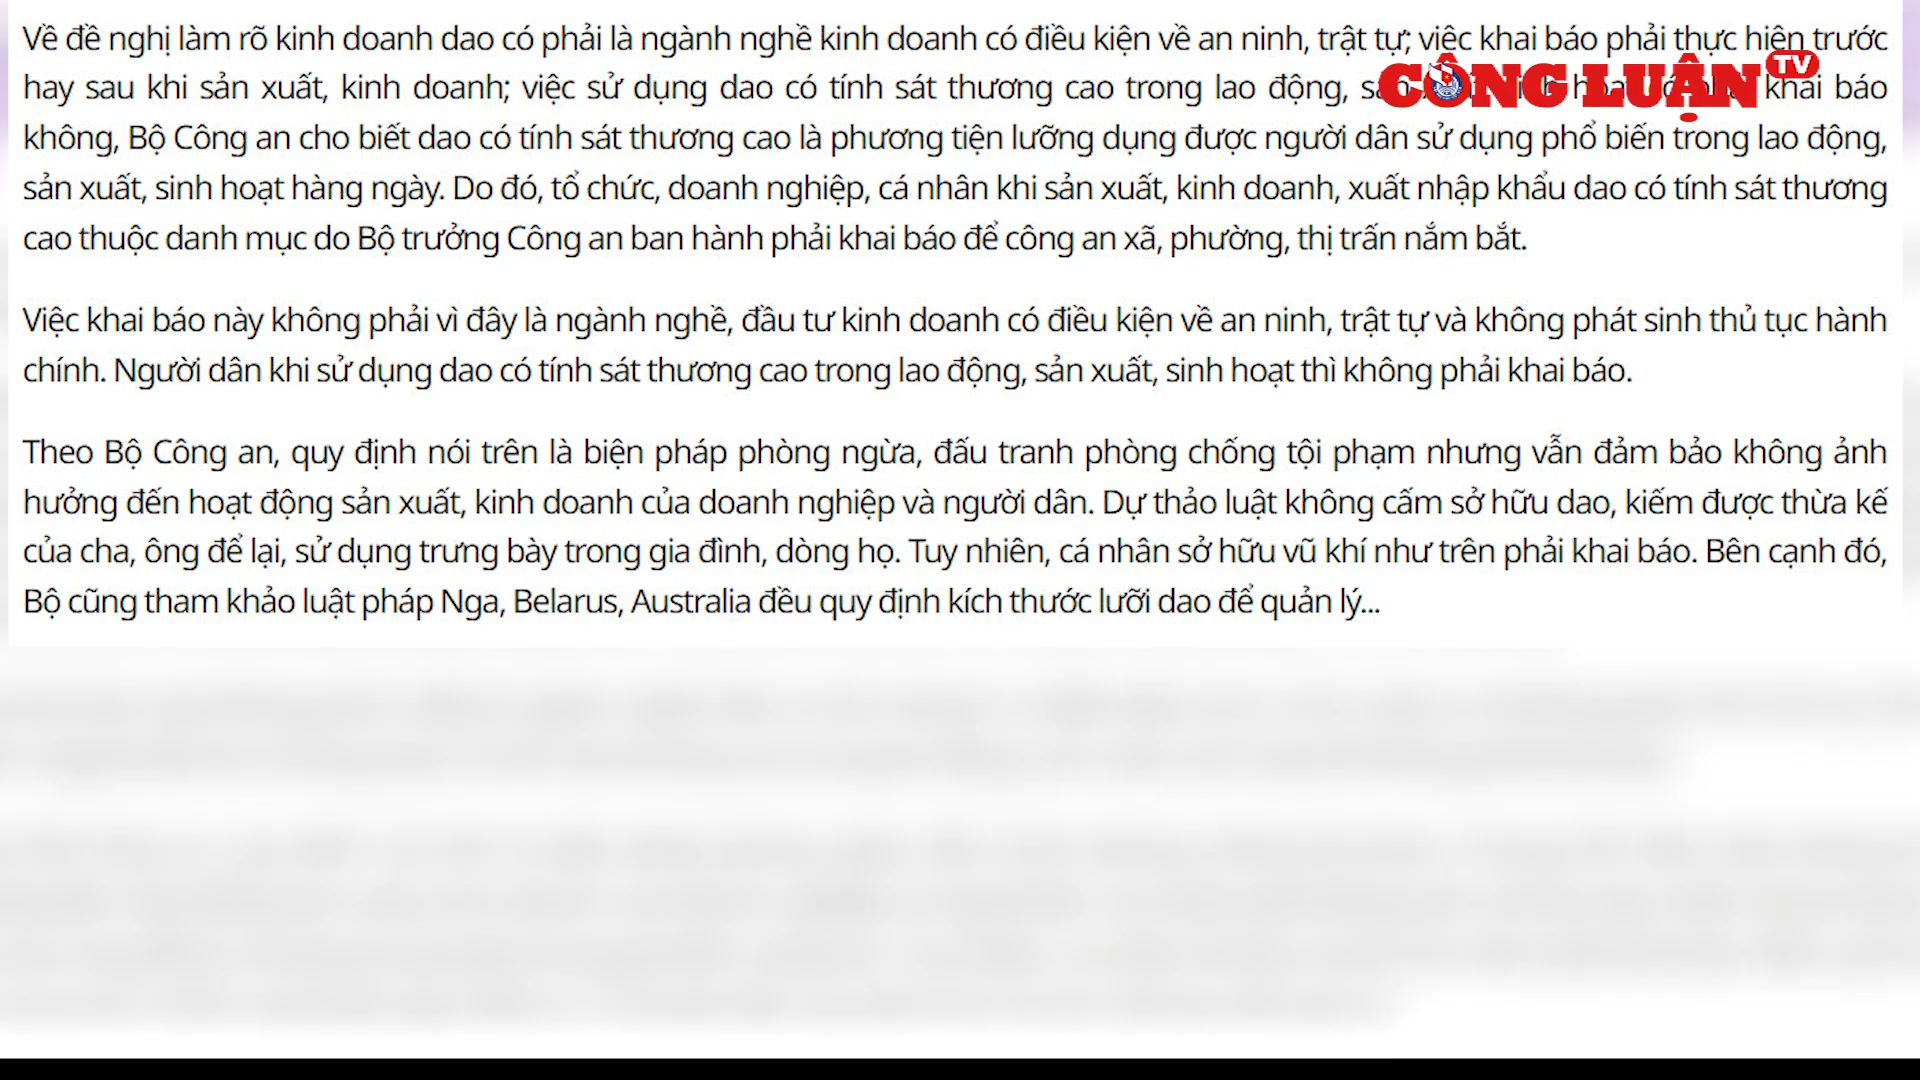 Về đề nghị làm rõ kinh doanh dao có phải là ngành nghề kinh doanh có điều kiện về an ninh, trật tự; việc khai báo phải thực hiện trước
CÔNG LUẬN TV
hay sau khi sản xuất, kinh doanh; việc sử dụng dao có tính sát thương cao trong lao động, khai báo
không, Bộ Công an cho biết dao có tính sát thương cao là phương tiện lưỡng dụng được người dân sử dụng phổ biến trong lao động,
sản xuất, sinh hoạt hàng ngày. Do đó, tổ chức, doanh nghiệp, cá nhân khi sản xuất, kinh doanh, xuất nhập khẩu dao có tính sát thương
cao thuộc danh mục do Bộ trưởng Công an ban hành phải khai báo để công an xã, phường, thị trấn nắm bắt.
Việc khai báo này không phải vì đây là ngành nghề, đầu tư kinh doanh có điều kiện về an ninh, trật tự và không phát sinh thủ tục hành
chính. Người dân khi sử dụng dao có tính sát thương cao trong lao động, sản xuất, sinh hoạt thì không phải khai báo.
Theo Bộ Công an, quy định nói trên là biện pháp phòng ngừa, đấu tranh phòng chống tội phạm nhưng vẫn đảm bảo không ảnh
hưởng đến hoạt động sản xuất, kinh doanh của doanh nghiệp và người dân. Dự thảo luật không cấm sở hữu dao, kiếm được thừa kế
của cha, ông để lại, sử dụng trưng bày trong gia đình, dòng họ. Tuy nhiên, cá nhân sở hữu vũ khí như trên phải khai báo. Bên cạnh đó,
Bộ cũng tham khảo luật pháp Nga, Belarus, Australia đều quy định kích thước lưỡi dao để quản lý...